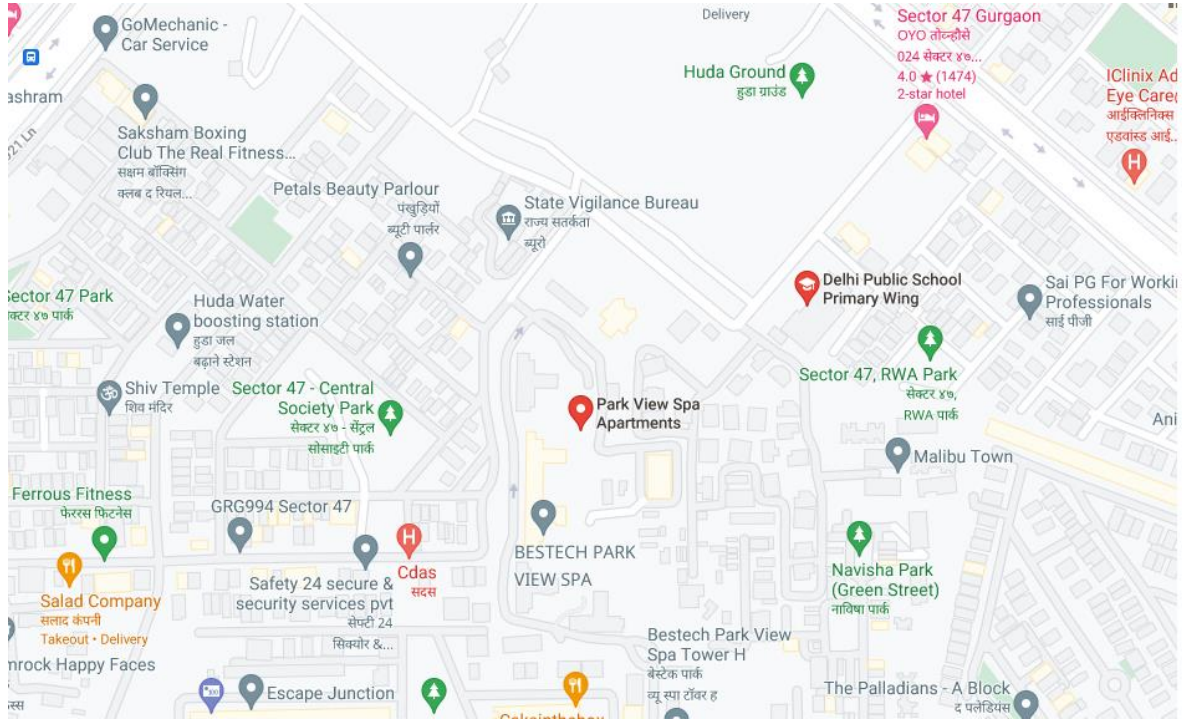 GoMechanic -
Car Service
Delivery
Sector 47 Gurgaon
OYO तोव्न्हौसे
024 सेक्टर ४७...
4.0 ★ (1474)
2-star hotel
Huda Ground
हुडा ग्राउंड
IClinix Ad
Eye Care
आईक्लिनिक्स
एडवांस्ड आई..
ashram
21 Ln
Saksham Boxing
Club The Real Fitness...
सक्षम बॉक्सिंग
क्लब द रियल...
Petals Beauty Parlour
पंखुड़ियों
ब्यूटी पार्लर
State Vigilance Bureau
राज्य सतर्कता
ब्यूरो
Delhi Public School
Primary Wing
Sai PG For Worki
Professionals
साई पीजी
Sector 47 Park
क्टर ४७ पार्क
Huda Water
boosting station
हुडा जल
बढ़ाने स्टेशन
Shiv Temple
शिव मंदिर
Sector 47 - Central
Society Park
सेक्टर ४७ - सेंट्रल
सोसाइटी पार्क
Park View Spa
Apartments
Sector 47, RWA Park
सेक्टर ४७,
RWA पार्क
Ani
Malibu Town
Ferrous Fitness
फेररस फिटनेस
GRG994 Sector 47
BESTECH PARK
VIEW SPA
Cdas
सदस
Navisha Park
(Green Street)
नाविषा पार्क
Salad Company
सलाद कंपनी
Takeout • Delivery
Safety 24 secure &
security services pvt
सेफ्टी 24
सिक्योर &...
Bestech Park View
Spa Tower H
बेस्टेक पार्क
व्यू स्पा टॉवर ह
mrock Happy Faces
Escape Junction
The Palladians - A Block
द पलेडियंस